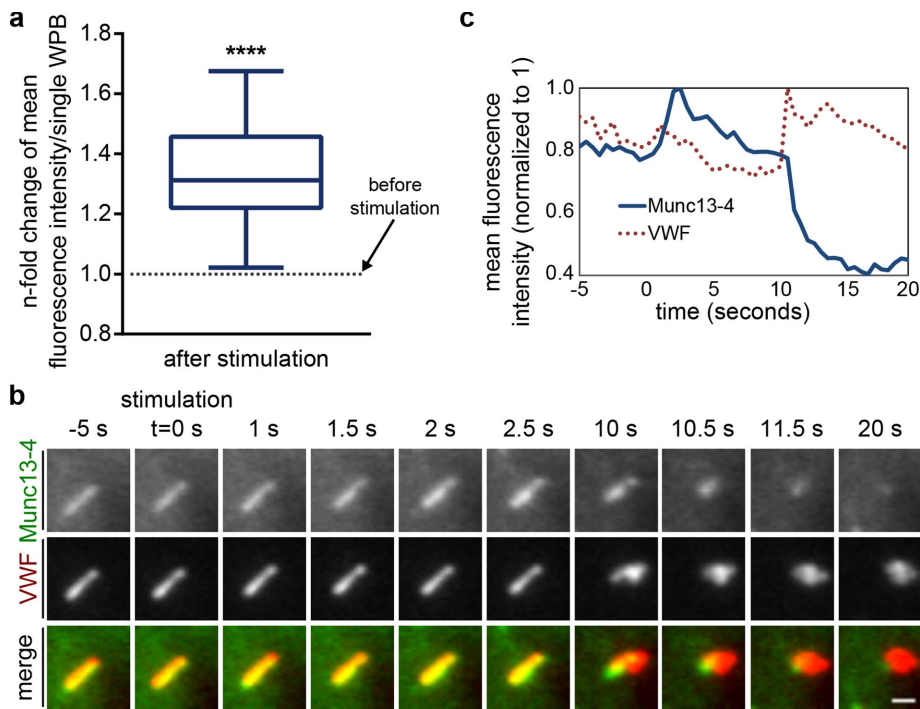 a
n-fold change of mean
fluorescence intensity/single WPB
1.8
1.6
1.4
1.2
1.0
0.8
****
before
stimulation
after stimulation
c
mean fluorescence
intensity (normalized to 1)
1.0
0.8
0.6
0.4
Munc13-4
VWF
-5
0
5
10
15
20
time (seconds)
b
stimulation
-5 s
t=0 s
1 s
1.5 s
2 s
2.5 s
10 s
10.5 s
11.5 s
20 s
Munc13-4
VWF
merge